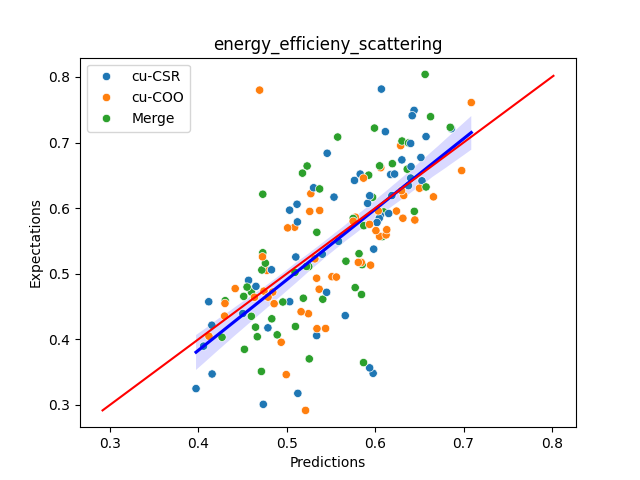 energy_efficieny_scattering
cu-CSR
cu-COO
Merge
0.8
0.7
0.6
0.5
0.4
0.3
Expectations
0.3 0.4 0.5 0.6 0.7 0.8
Predictions